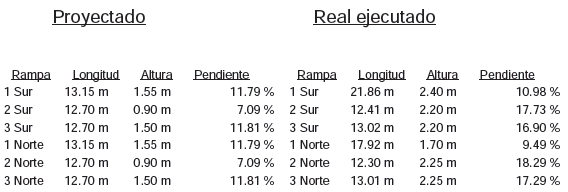 Proyectado Real ejecutado
Rampa Longitud Altura Pendiente Rampa Longitud Altura Pendiente
1 Sur 13.15 m 1.55 m 11.79 % 1 Sur 21.86 m 2.40 m 10.98 %
2 Sur 12.70 m 0.90 m 7.09 % 2 Sur 12.41 m 2.20 m 17.73 %
3 Sur 12.70 m 1.50 m 11.81 % 3 Sur 13.02 m 2.20 m 16.90 %
1 Norte 13.15 m 1.55 m 11.79 % 1 Norte 17.92 m 1.70 m 9.49 %
2 Norte 12.70 m 0.90 m 7.09 % 2 Norte 12.30 m 2.25 m 18.29 %
3 Norte 12.70 m 1.50 m 11.81 % 3 Norte 13.01 m 2.25 m 17.29 %